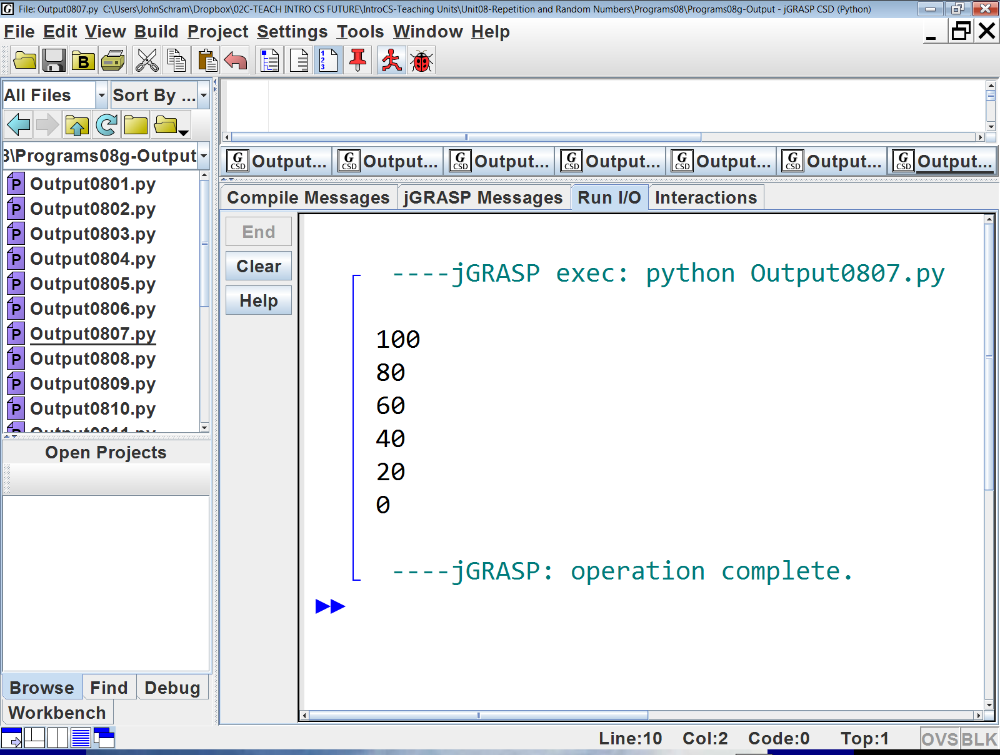 File: Output0807.py  C:\Users\JohnSchram\Dropbox\02C-TEACH INTRO CS FUTURE\IntroCS-Teaching Units\Unit08-Repetition and Random Numbers\Programs08\Programs08g-Output - jGRASP CSD (Python)
File Edit View Build Project Settings Tools Window Help
All Files
Sort By ...
\Programs08g-Output
Output0801.py
Output0802.py
Output0803.py
Output0804.py
Output0805.py
Output0806.py
Output0807.py
Output0808.py
Output0809.py
Output0810.py
Output0811.py
Open Projects
Browse Find Debug
Workbench
Output... Output... Output... Output... Output... Output... Output...
Compile Messages jGRASP Messages Run I/O Interactions
End
Clear
Help
----jGRASP exec: python Output0807.py
100
80
60
40
20
0
----jGRASP: operation complete.
Line:10 Col:2 Code:0 Top:1 OVS BLK